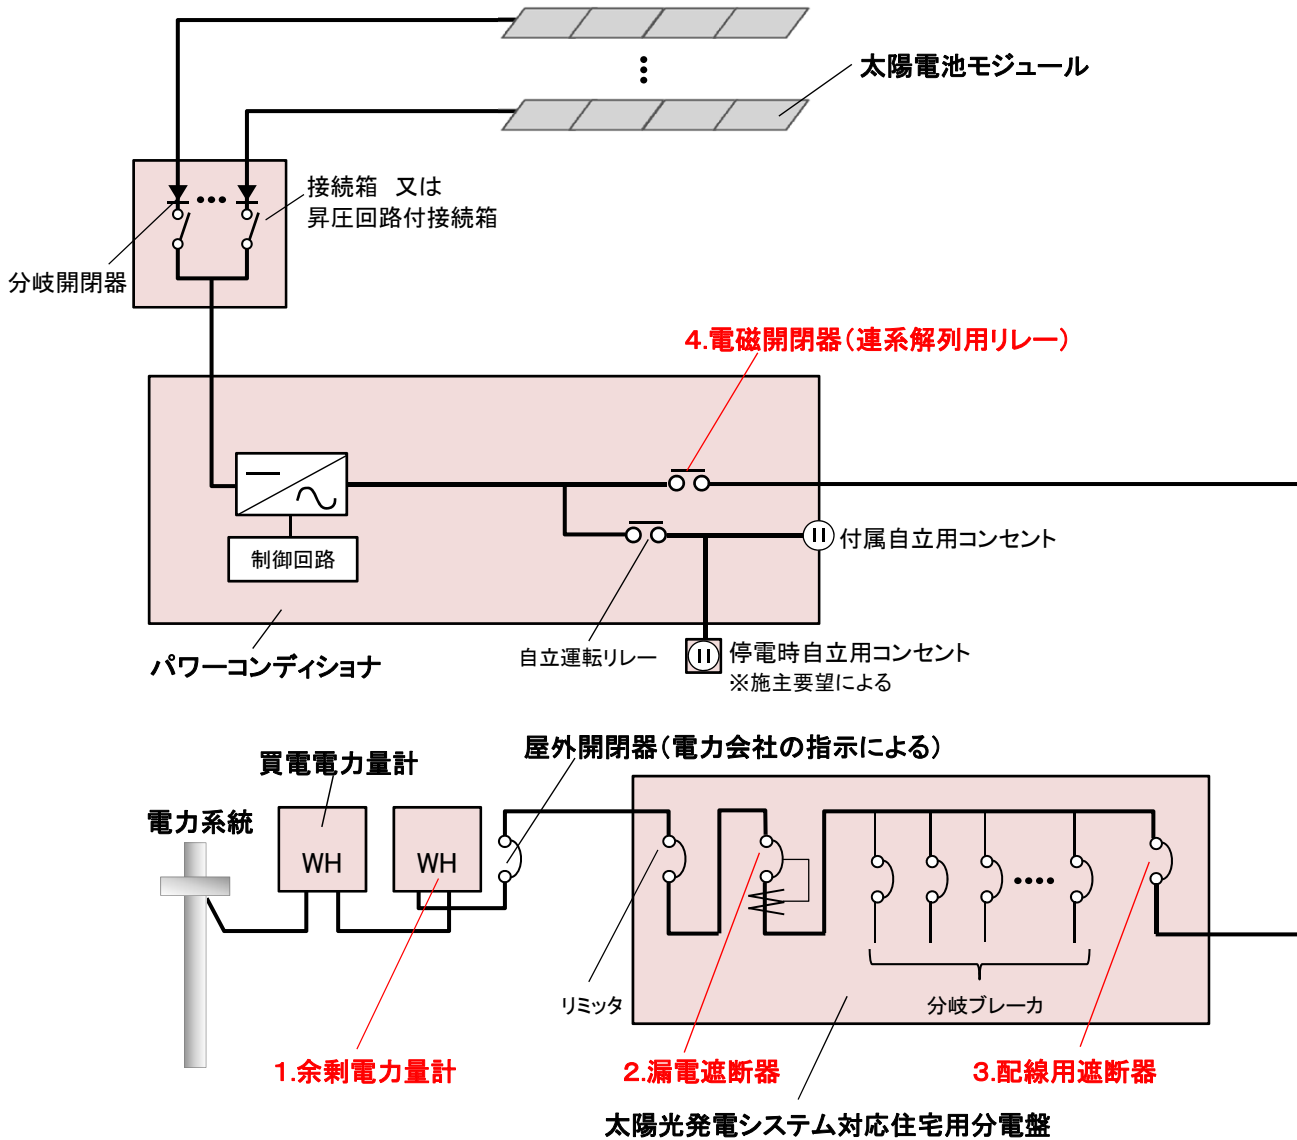 太陽電池モジュール
接続箱　又は
昇圧回路付接続箱
分岐開閉器
4.電磁開閉器（連系解列用リレー）
制御回路
付属自立用コンセント
自立運転リレー
停電時自立用コンセント
※施主要望による
パワーコンディショナ
屋外開閉器（電力会社の指示による）
買電電力量計
電力系統
WH
WH
リミッタ
分岐ブレーカ
1.余剰電力量計
2.漏電遮断器
3.配線用遮断器
太陽光発電システム対応住宅用分電盤